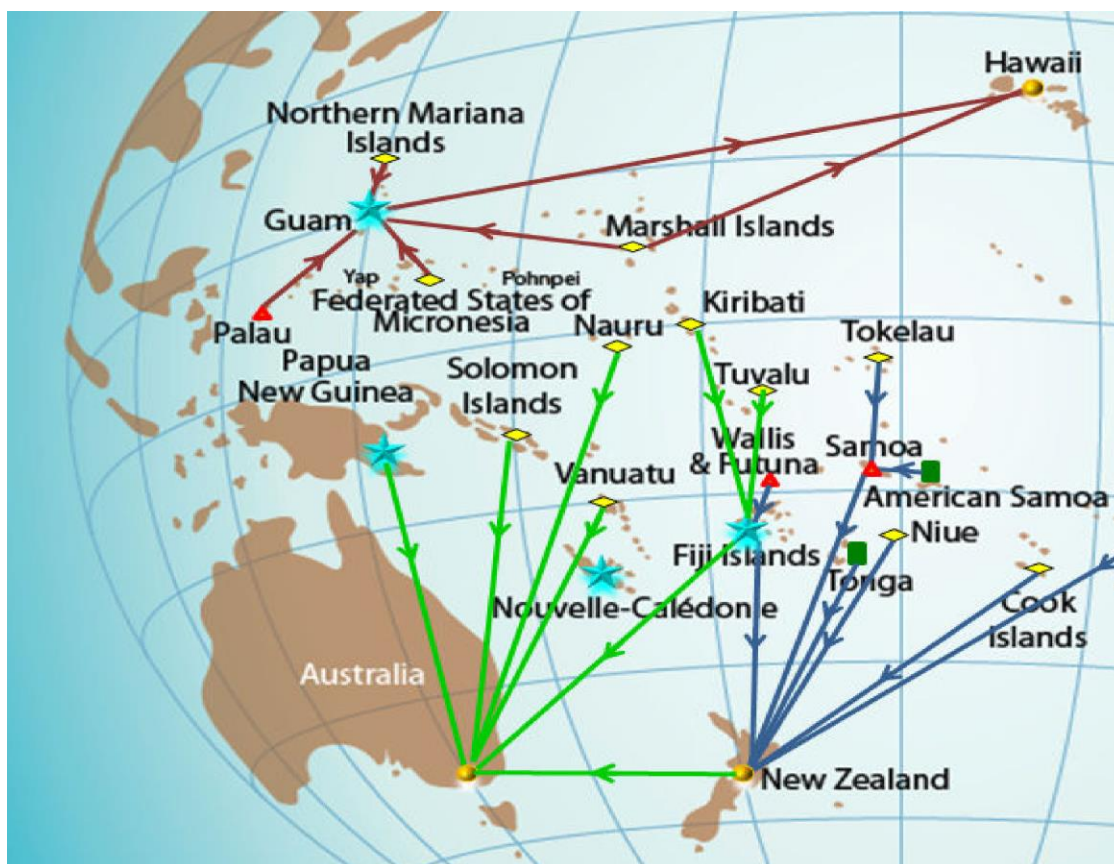 Hawaii
Northern Mariana
Islands
Guam
Marshall Islands
Yap
Pohnpei
Federated States of
Micronesia
Palau
Nauru
Kiribati
Tokelau
Papua
New Guinea
Solomon
Islands
Tuvalu
Wallis
& Futuna
Samoa
Vanuatu
American Samoa
Niue
Fiji Islands
Tonga
Nouvelle-Calédonie
Cook
islands
Australia
New Zealand